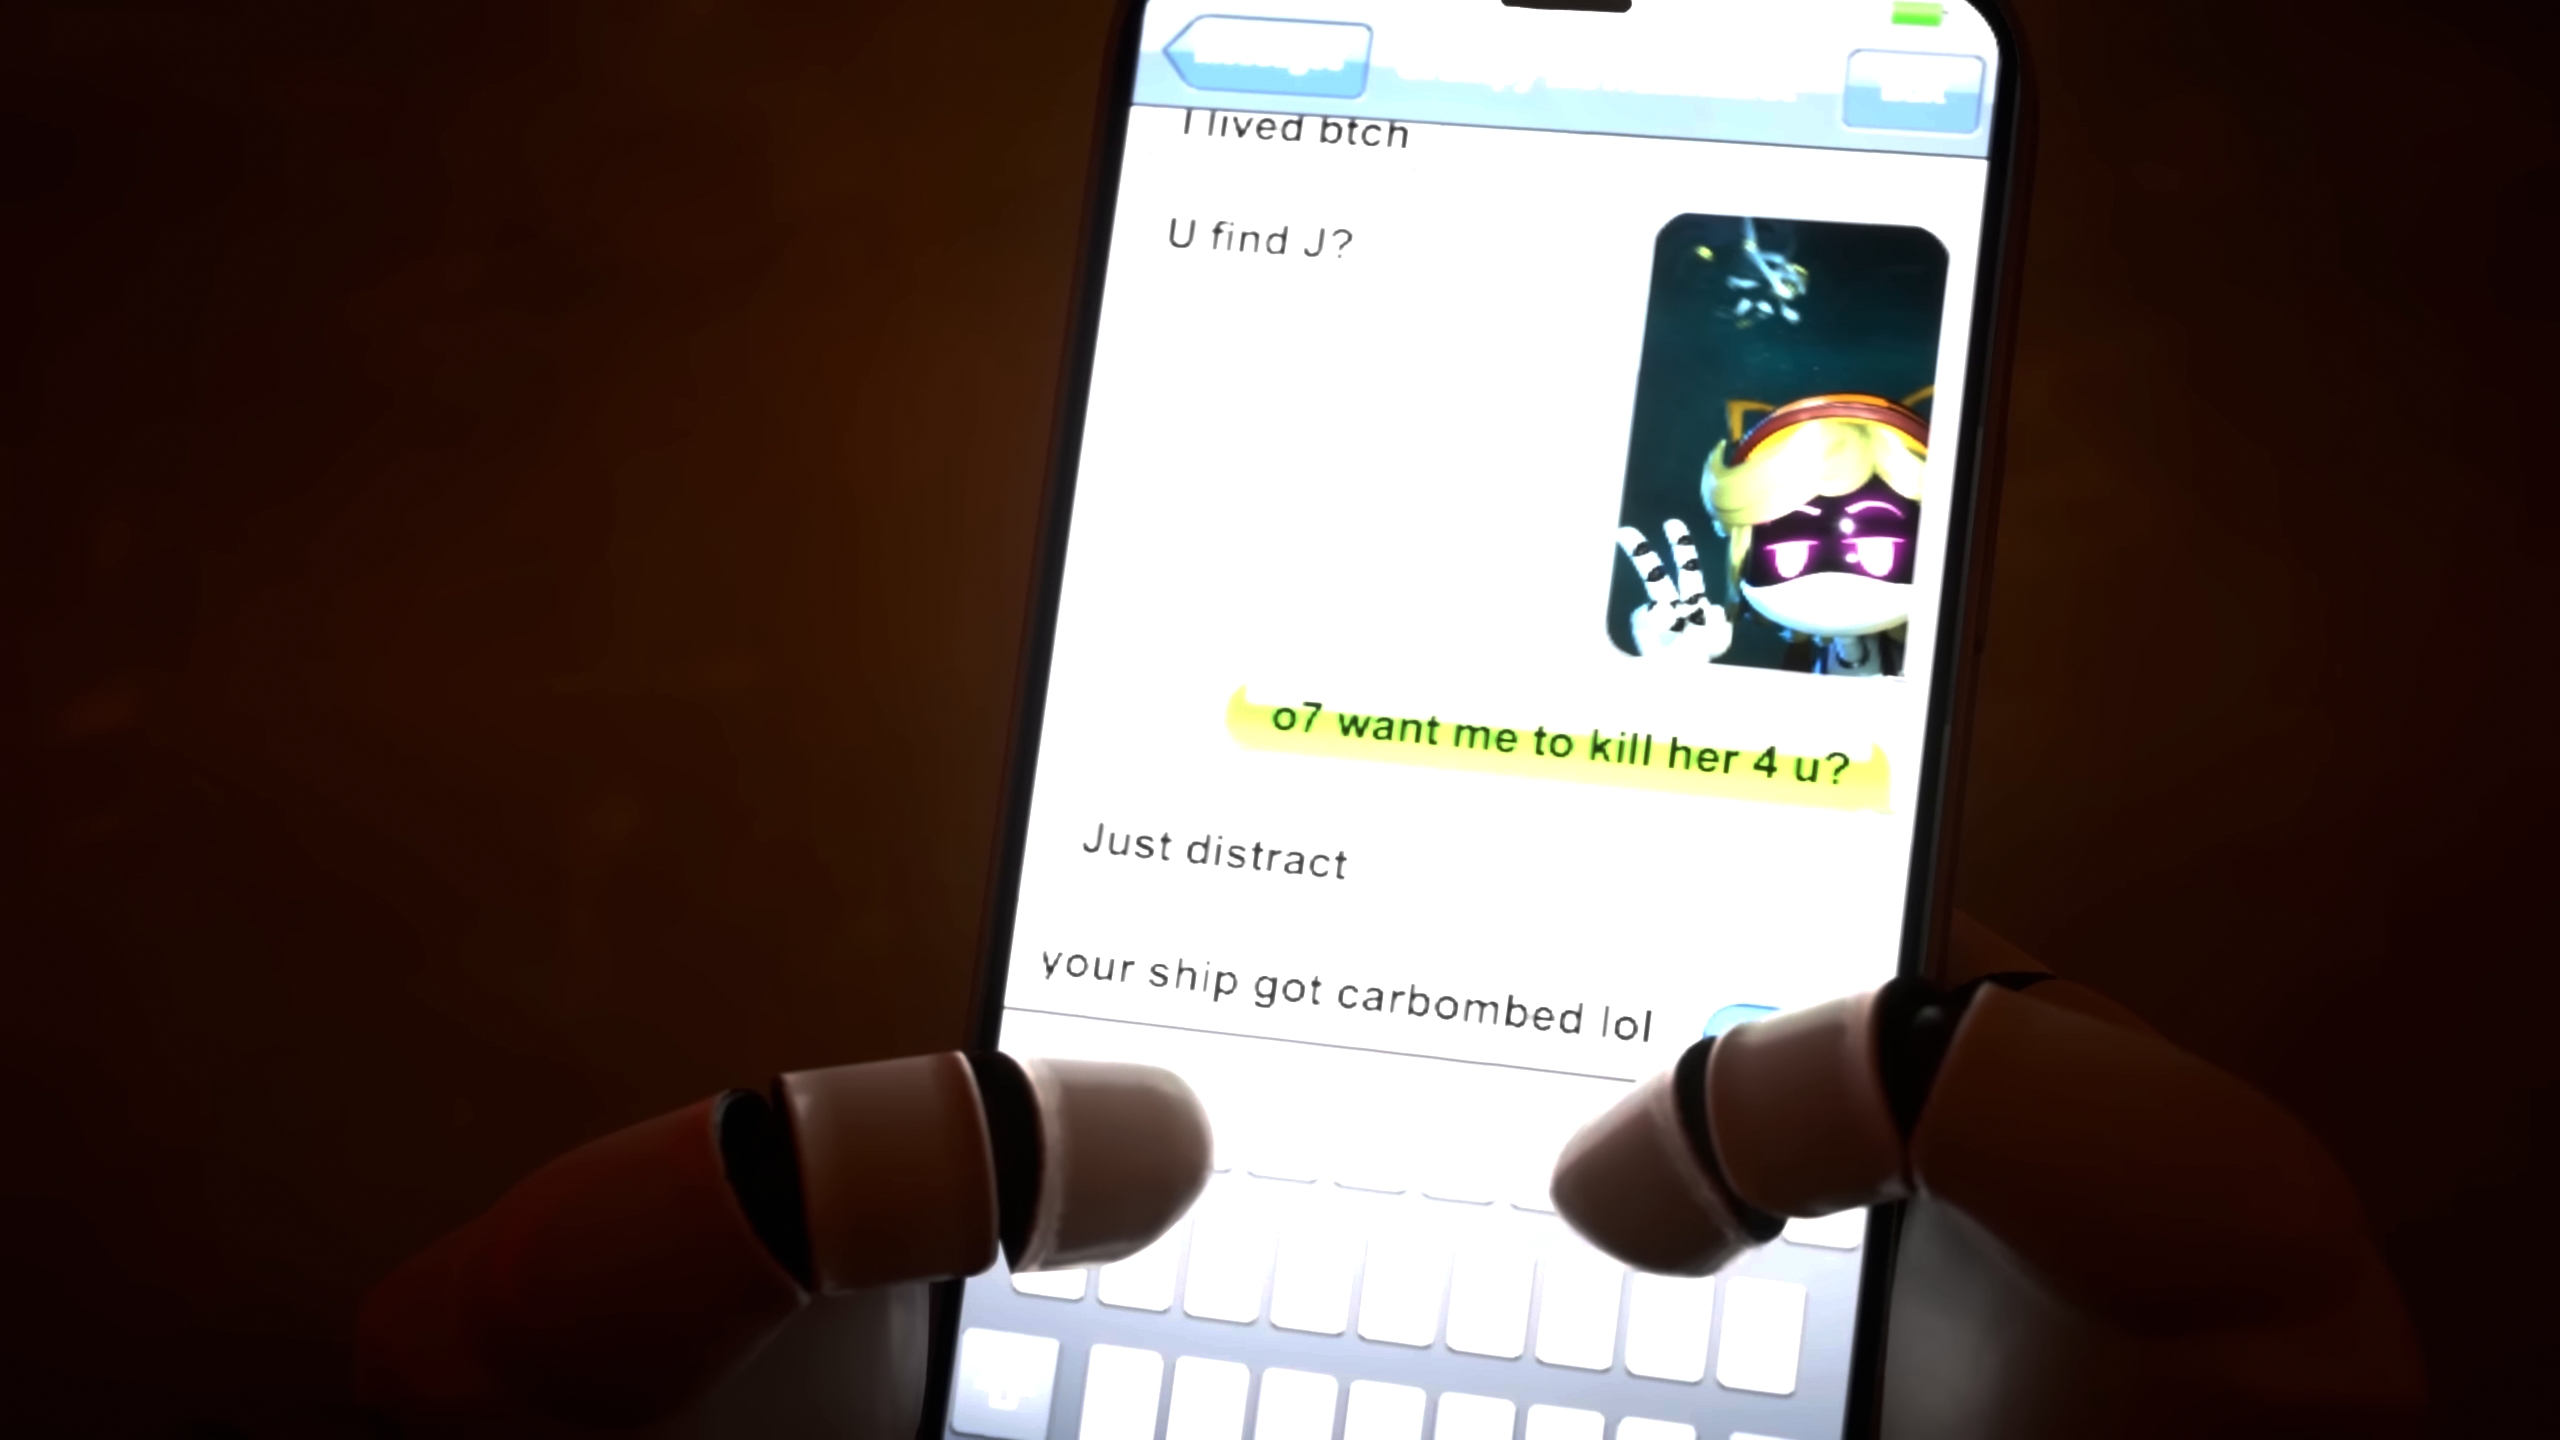 I lived btch
U find J?
o7 want me to kill her 4 u?
Just distract
your ship got carbombed lol